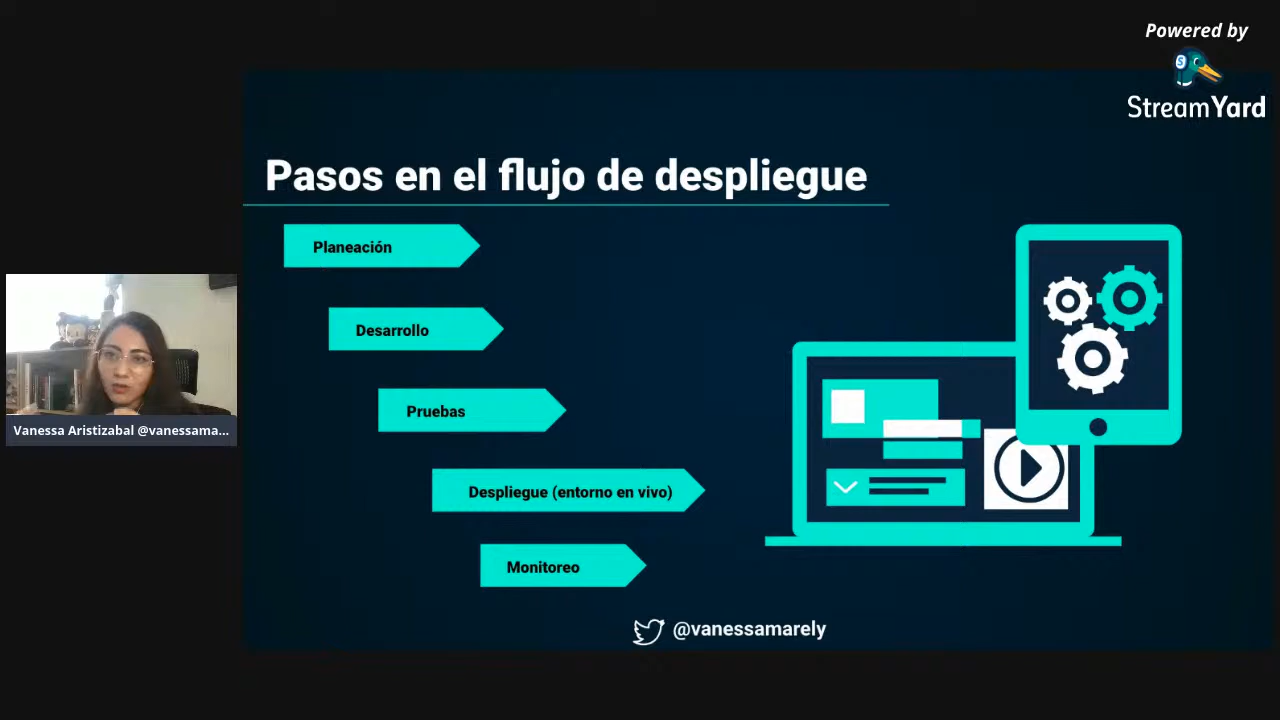 Powered by
StreamYard
Pasos en el flujo de despliegue
Planeación
Desarrollo
Pruebas
Despliegue (entorno en vivo)
Monitoreo
Vanessa Aristizabal @vanessama...
@vanessamarely